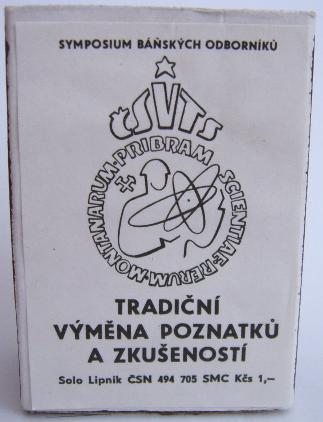 SYMPOSIUM BÁŇSKÝCH ODBORNÍKŮ
ČSVTS
PRIBRAM·SCIENTIAE·RERUM·MONTANARUM·
TRADIČNÍ
VÝMĚNA POZNATKŮ
A ZKUŠENOSTÍ
Solo Lipník ČSN 494 705 SMC Kčs 1,–